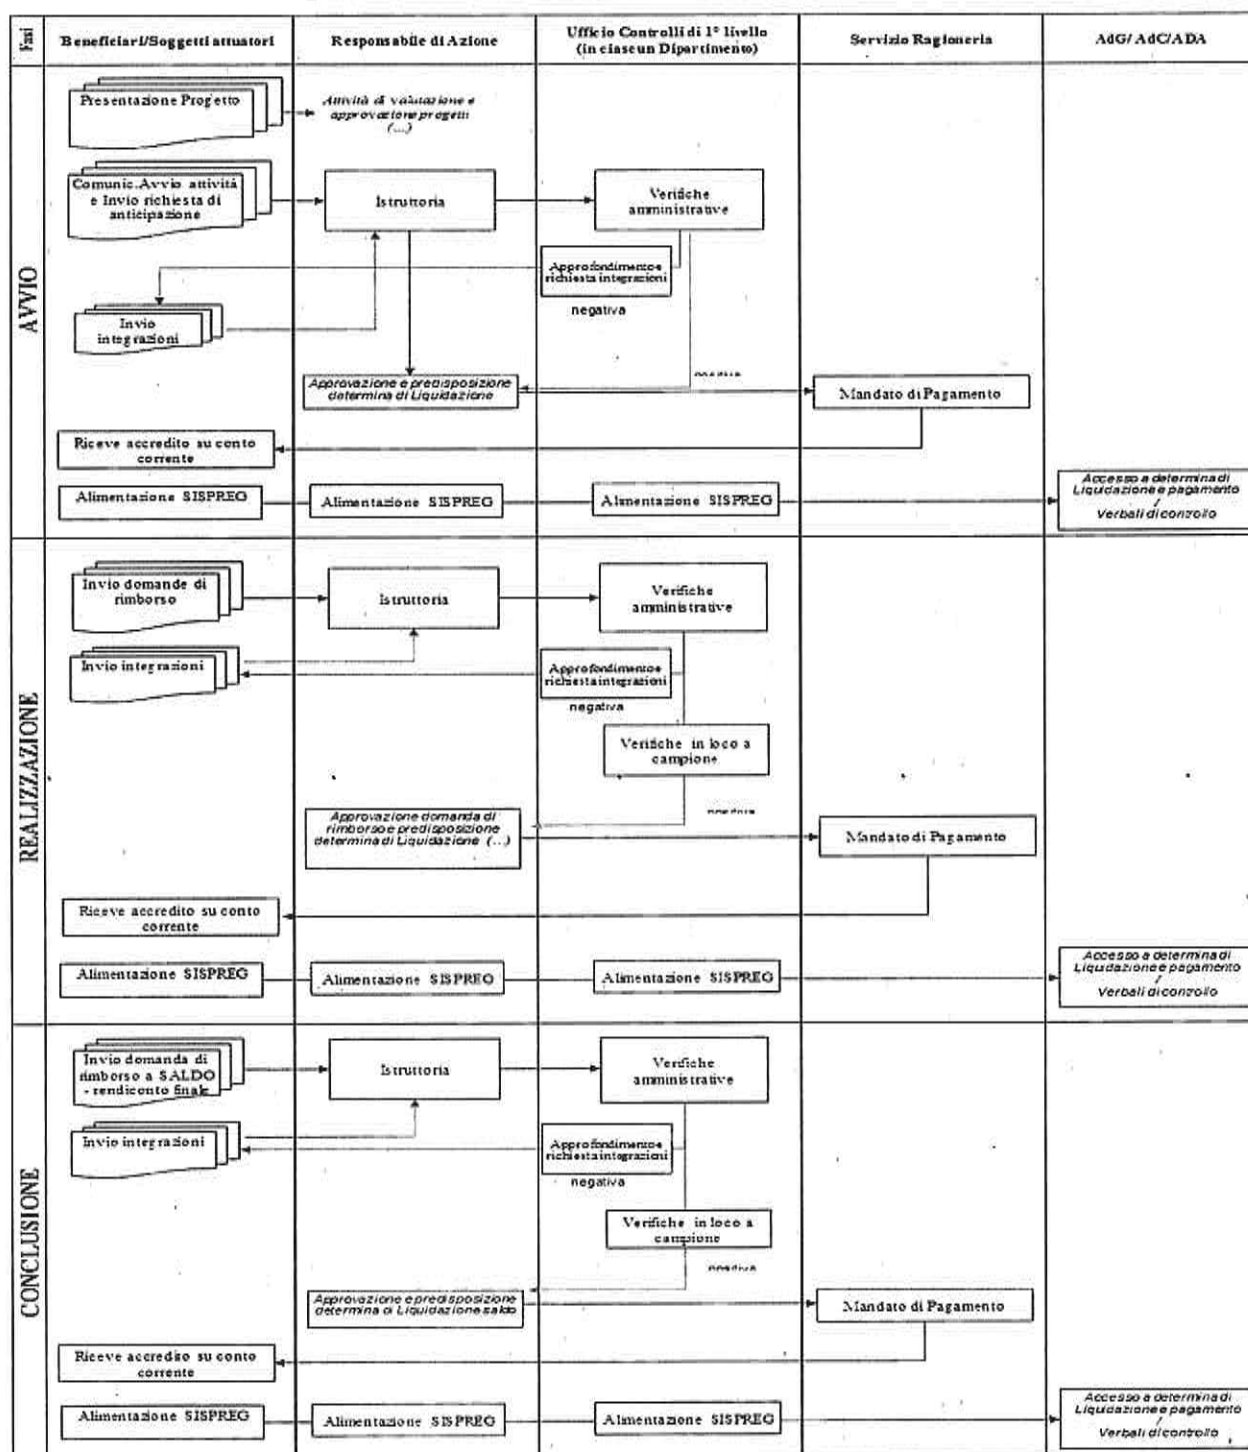 Fasi
Beneficiari/Soggetti attuatori
Responsabile di Azione
Ufficio Controlli di 1° livello
(in ciascun Dipartimento)
Servizio Ragioneria
AdG/ AdC/ADA
AVVIO
Presentazione Progetto
Attività di valutazione e
approvazione progetti
(...)
Comunic.Avvio attività
e Invio richiesta di
anticipazione
Istruttoria
Verifiche
amministrative
Approfondimento e
richiesta integrazioni
negativa
Invio
integrazioni
Approvazione e predisposizione
determina di Liquidazione
Mandato di Pagamento
Riceve accredito su conto
corrente
Alimentazione SISPREG
Alimentazione SISPREG
Alimentazione SISPREG
Accesso a determina di
Liquidazione e pagamento
/
Verbali di controllo
REALIZZAZIONE
Invio domande di
rimborso
Istruttoria
Verifiche
amministrative
Invio integrazioni
Approfondimento e
richiesta integrazioni
negativa
Verifiche in loco a
campione
Approvazione domanda di
rimborso e predisposizione
determina di Liquidazione (...)
Mandato di Pagamento
Riceve accredito su conto
corrente
Alimentazione SISPREG
Alimentazione SISPREG
Alimentazione SISPREG
Accesso a determina di
Liquidazione e pagamento
/
Verbali di controllo
CONCLUSIONE
Invio domanda di
rimborso a SALDO
- rendiconto finale
Istruttoria
Verifiche
amministrative
Invio integrazioni
Approfondimento e
richiesta integrazioni
negativa
Verifiche in loco a
campione
positiva
Approvazione e predisposizione
determina di Liquidazione saldo
Mandato di Pagamento
Riceve accredito su conto
corrente
Alimentazione SISPREG
Alimentazione SISPREG
Alimentazione SISPREG
Accesso a determina di
Liquidazione e pagamento
/
Verbali di controllo